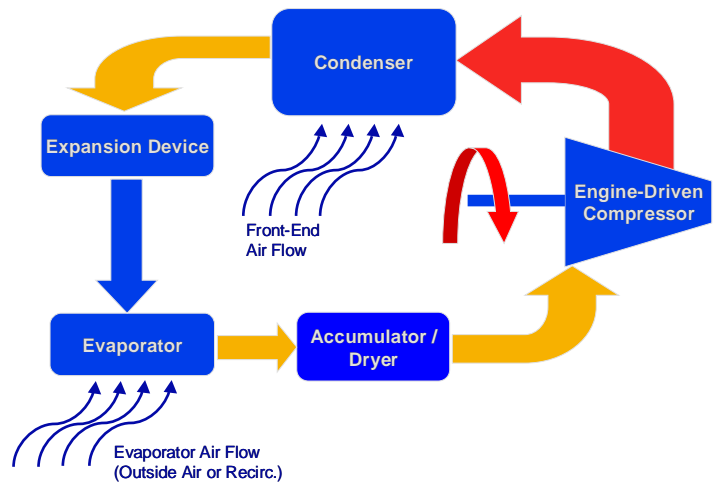 Condenser
Expansion Device
Engine-Driven
Compressor
Front-End
Air Flow
Evaporator
Accumulator /
Dryer
Evaporator Air Flow
(Outside Air or Recirc.)